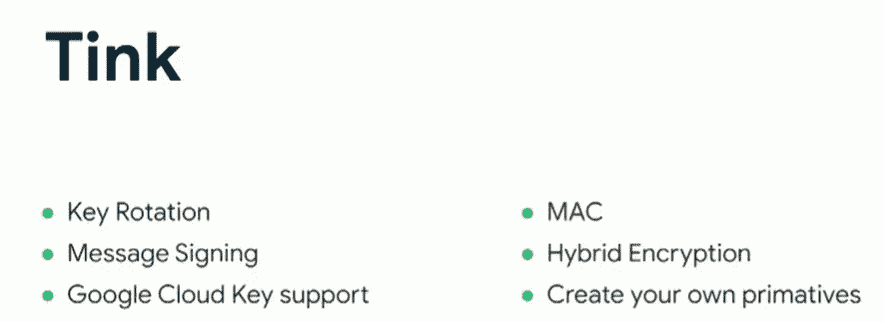 Tink
Key Rotation
Message Signing
Google Cloud Key support
MAC
Hybrid Encryption
Create your own primatives